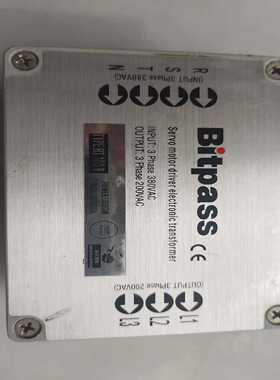 R S T N
(INPUT 3Phase 380VAC)
Bitpass CE
Servo motor driver electronic transformer
INPUT: 3 Phase 380VAC
OUTPUT: 3 Phase 200VAC
(OUTPUT 3Phase 200VAC)
L1 L2 L3